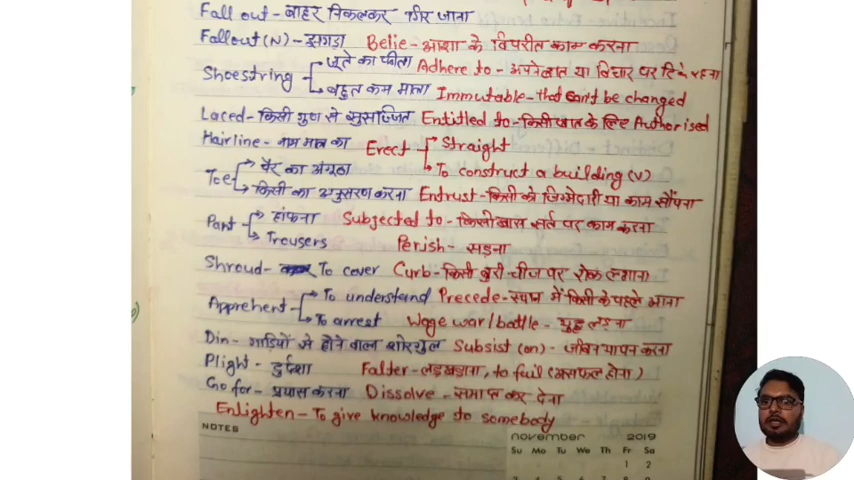 Fall out - बाहर निकलकर गिर जाना
Fallout (N) - झगड़ा Belie - आशा के विपरीत काम करना
Shoestring - जूते का फीता Adhere to - अपने बात या विचार पर टिके रहना
बहुत कम मात्रा Immutable - that can't be changed
Laced - किसी गुण से सुसज्जित Entitled to - किसी बात के लिए Authorised
Hairline - नाम मात्र का Erect - Straight
To construct a building (v)
Toe - पैर का अंगूठा
किसी का अनुसरण करना Entrust - किसी को जिम्मेदारी या काम सौंपना
Pant - हांफना Subjected to - किसी खास शर्त पर काम करना
Trousers Perish - सड़ना
Shroud - To cover Curb - किसी बुरी चीज पर रोक लगाना
Apprehent - To understand Precede - स्थान में किसी के पहले आना
To arrest Wage war/battle - युद्ध लड़ना
Din - गाड़ियों से होने वाला शोरगुल Subsist (on) - जीवन यापन करना
Plight - दुर्दशा Falter - लड़खड़ाना, to fail (असफल होना)
Go for - प्रयास करना Dissolve - समाप्त कर देना
Enlighten - To give knowledge to somebody
NOTES
november 2019
Su Mo Tu We Th Fr Sa
1 2